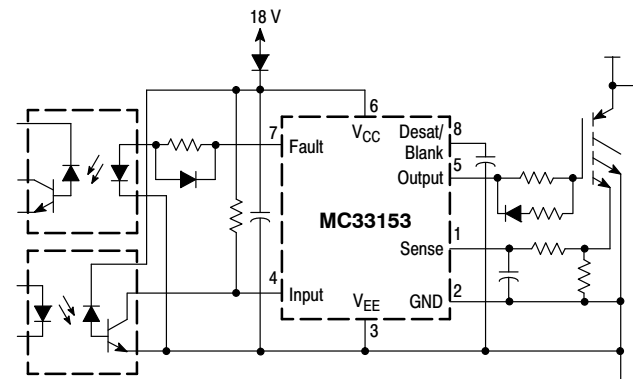 18 V
6
7
VCC
Desat/
Blank
8
Fault
5
Output
MC33153
Sense
1
4
Input
VEE
GND
2
3